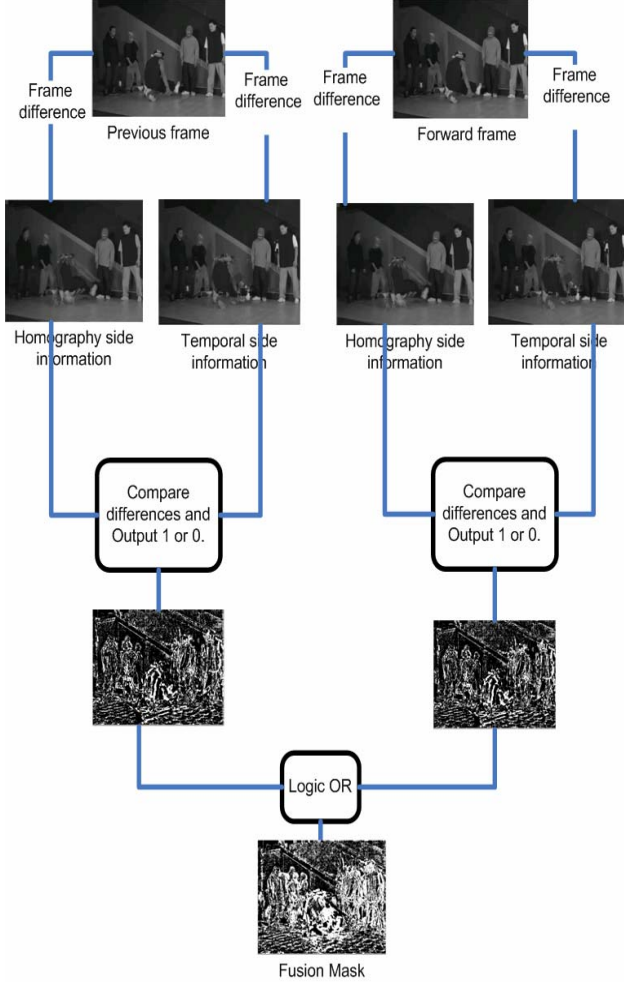 Frame
difference
Frame
difference
Previous frame
Frame
difference
Frame
difference
Forward frame
Homography side
information
Temporal side
information
Homography side
information
Temporal side
information
Compare
differences and
Output 1 or 0.
Compare
differences and
Output 1 or 0.
Logic OR
Fusion Mask